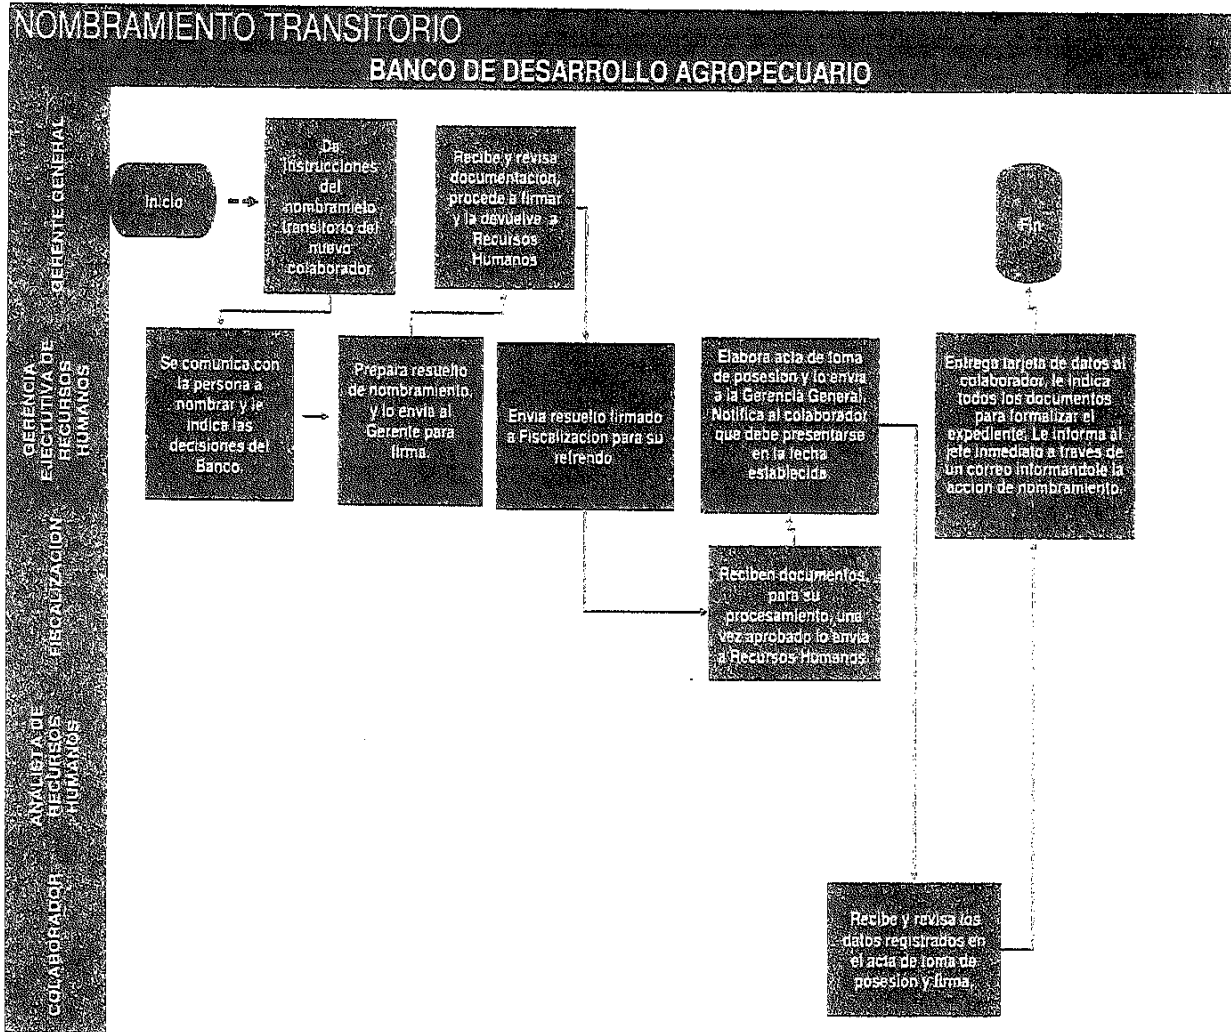 NOMBRAMIENTO TRANSITORIO
BANCO DE DESARROLLO AGROPECUARIO
GERENTE GENERAL
Inicio
Da
instrucciones
del
nombramieto
transitorio del
nuevo
colaborador
Recibe y revisa
documentación,
procede a firmar
y la devuelve a
Recursos
Humanos
Fin
GERENCIA
EJECTUTIVA DE
RECURSOS
HUMANOS
Se comunica con
la persona a
nombrar y le
indica las
decisiones del
Banco.
Prepara resuelto
de nombramiento,
y lo envía al
Gerente para
firma.
Envia resuelto firmado
a Fiscalización para su
refrendo
Elabora acta de toma
de posesión y lo envía
a la Gerencia General.
Notifica al colaborador
que debe presentarse
en la fecha
establecida.
Entrega tarjeta de datos al
colaborador, le indica
todos los documentos
para formalizar el
expediente. Le informa al
jefe inmediato a través de
un correo informándole la
acción de nombramiento.
FISCALIZACIÓN
Reciben documentos,
para su
procesamiento, una
vez aprobado lo envía
a Recursos Humanos.
ANALISTA DE
RECURSOS
HUMANOS
COLABORADOR
Recibe y revisa los
datos registrados en
el acta de toma de
posesión y firma.